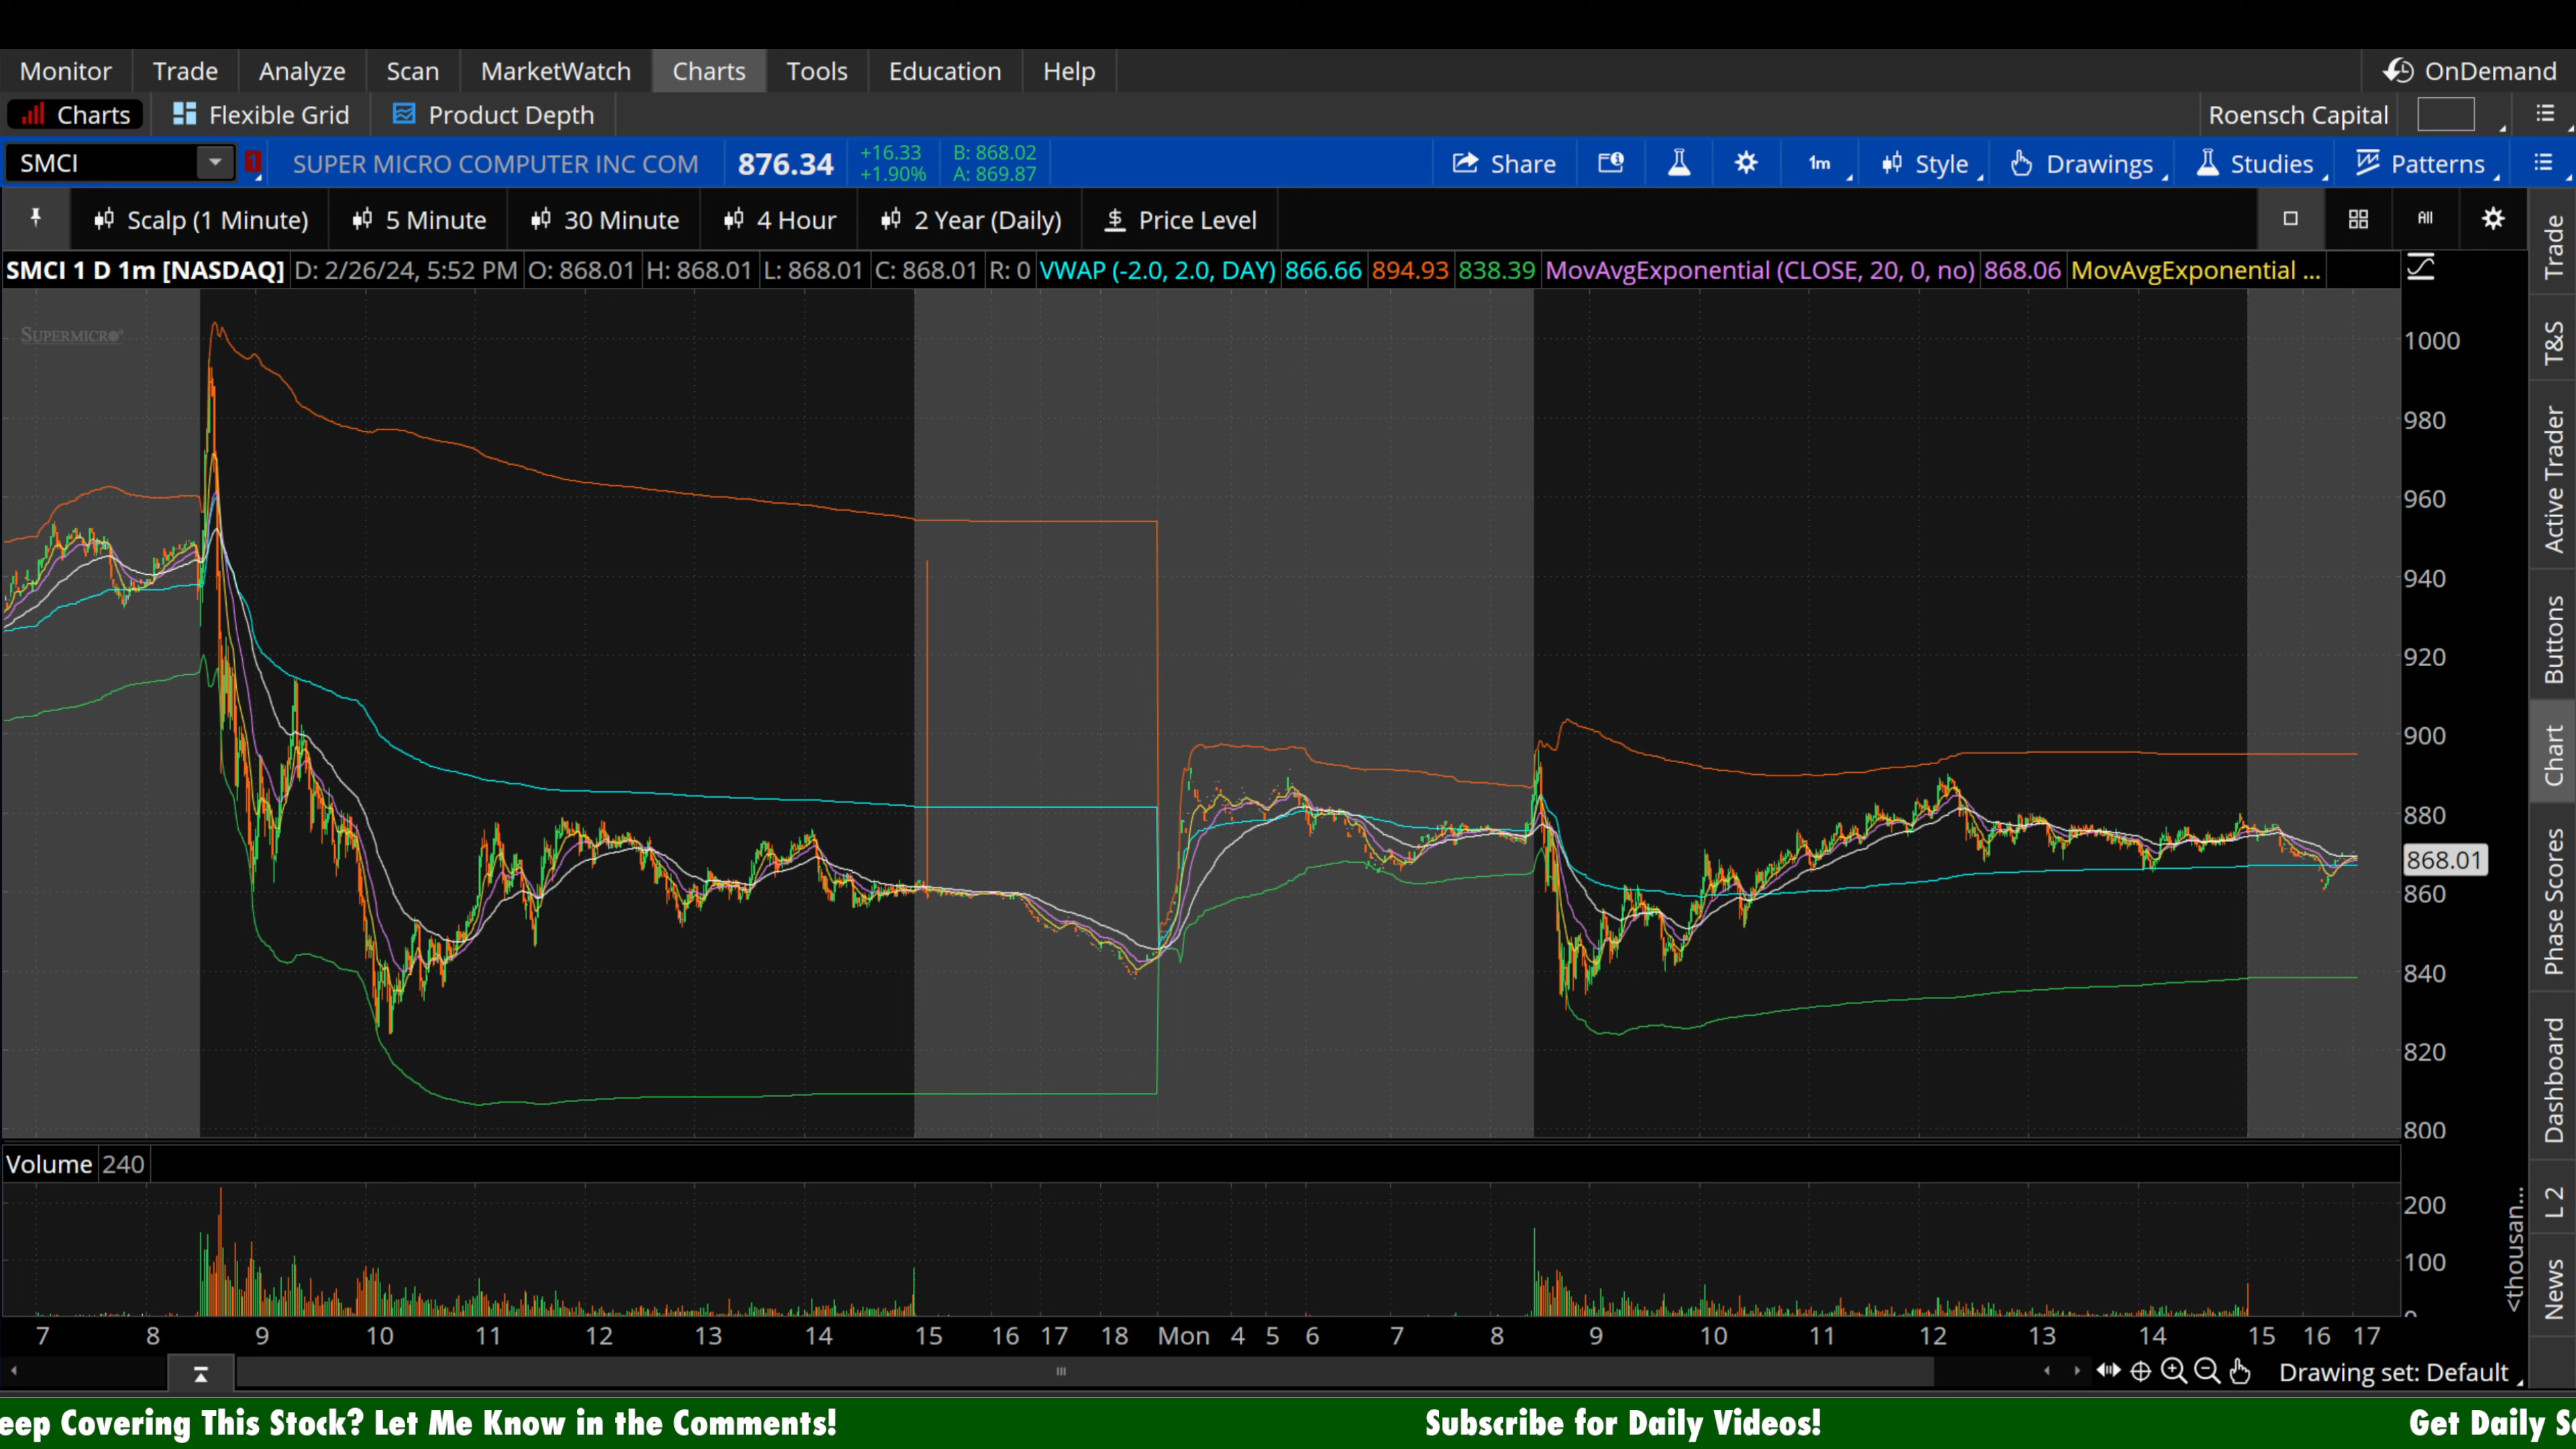 Monitor Trade Analyze Scan MarketWatch Charts Tools Education Help OnDemand
Charts Flexible Grid Product Depth Roensch Capital
SMCI 1 SUPER MICRO COMPUTER INC COM 876.34 +16.33 +1.90% B: 868.02 A: 869.87 Share 1m Style Drawings Studies Patterns
Scalp (1 Minute) 5 Minute 30 Minute 4 Hour 2 Year (Daily) $ Price Level All
SMCI 1 D 1m [NASDAQ] D: 2/26/24, 5:52 PM O: 868.01 H: 868.01 L: 868.01 C: 868.01 R: 0 VWAP (-2.0, 2.0, DAY) 866.66 894.93 838.39 MovAvgExponential (CLOSE, 20, 0, no) 868.06 MovAvgExponential ...
SUPERMICRO
1000
980
960
940
920
900
880
868.01
860
840
820
800
Volume 240
200
100
0
<thousan...
7 8 9 10 11 12 13 14 15 16 17 18 Mon 4 5 6 7 8 9 10 11 12 13 14 15 16 17
Drawing set: Default
Trade
T&S
Active Trader
Buttons
Chart
Phase Scores
Dashboard
L 2
News
eep Covering This Stock? Let Me Know in the Comments! Subscribe for Daily Videos! Get Daily S